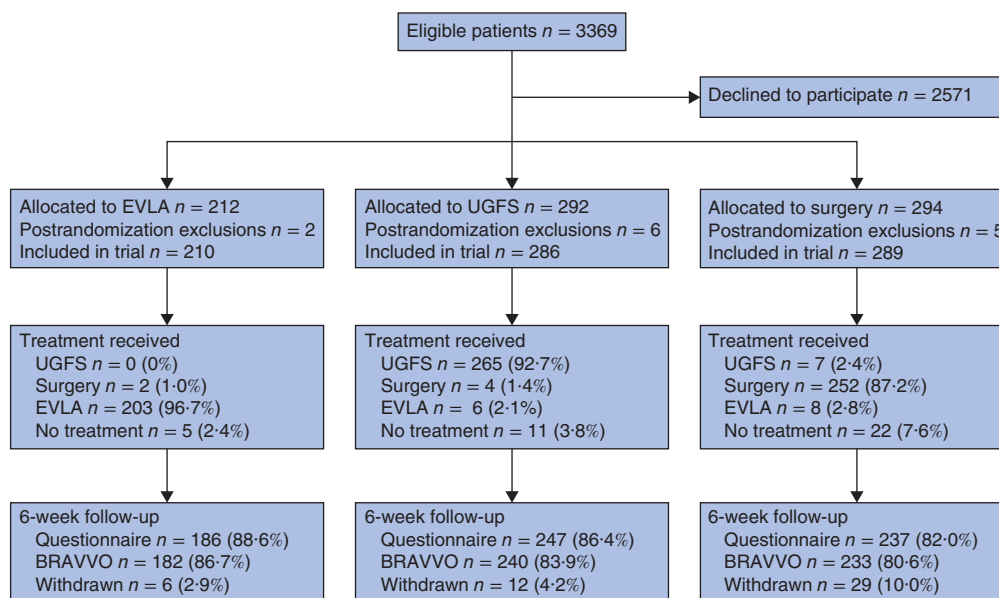 Eligible patients n = 3369
Declined to participate n = 2571
Allocated to EVLA n = 212
Postrandomization exclusions n = 2
Included in trial n = 210
Allocated to UGFS n = 292
Postrandomization exclusions n = 6
Included in trial n = 286
Allocated to surgery n = 294
Postrandomization exclusions n = 5
Included in trial n = 289
Treatment received
UGFS n = 0 (0%)
Surgery n = 2 (1·0%)
EVLA n = 203 (96·7%)
No treatment n = 5 (2·4%)
Treatment received
UGFS n = 265 (92·7%)
Surgery n = 4 (1·4%)
EVLA n = 6 (2·1%)
No treatment n = 11 (3·8%)
Treatment received
UGFS n = 7 (2·4%)
Surgery n = 252 (87·2%)
EVLA n = 8 (2·8%)
No treatment n = 22 (7·6%)
6-week follow-up
Questionnaire n = 186 (88·6%)
BRAVVO n = 182 (86·7%)
Withdrawn n = 6 (2·9%)
6-week follow-up
Questionnaire n = 247 (86·4%)
BRAVVO n = 240 (83·9%)
Withdrawn n = 12 (4·2%)
6-week follow-up
Questionnaire n = 237 (82·0%)
BRAVVO n = 233 (80·6%)
Withdrawn n = 29 (10·0%)